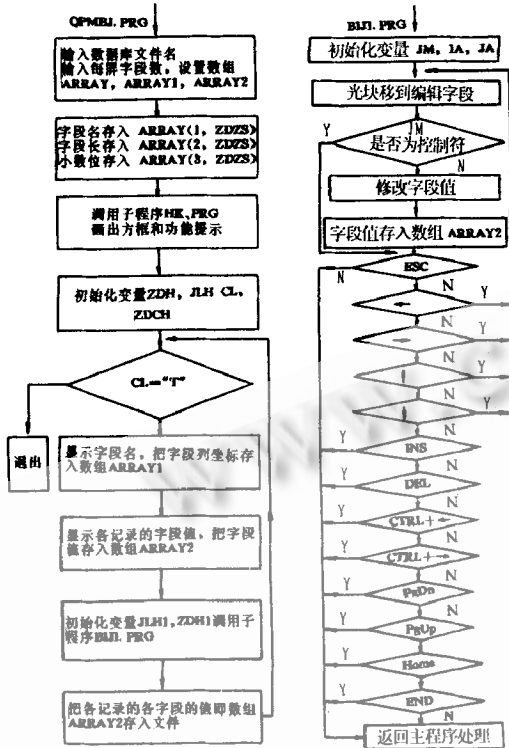 QPMBJ.PRG
输入数据库文件名
输入每屏字段数，设置数组
ARRAY，ARRAY1，ARRAY2
字段名存入 ARRAY(1，ZDZS)
字段长存入 ARRAY(2，ZDZS)
小数位存入 ARRAY(3，ZDZS)
调用子程序HK.PRG
画出方框和功能提示
初始化变量ZDH，JLH CL，
ZDCH
CL="T"
退出
显示字段名，把字段列坐标存
入数组ARRAY1
显示各记录的字段值，把字段
值存入数组ARRAY2
初始化变量JLH1，ZDH1调用子
程序BIJI.PRG
把各记录的各字段的值即数组
ARRAY2存入文件
BIJI.PRG
初始化变量 JM，IA，JA
光块移到编辑字段
Y
JM
是否为控制符
N
修改字段值
字段值存入数组 ARRAY2
N
ESC
N
←
Y
N
→
Y
N
Y
N
Y
N
Y
INS
N
Y
DEL
N
Y
CTRL+←
N
Y
CTRL+→
N
Y
PgDn
N
Y
PgUp
N
Y
Home
N
Y
END
N
返回主程序处理